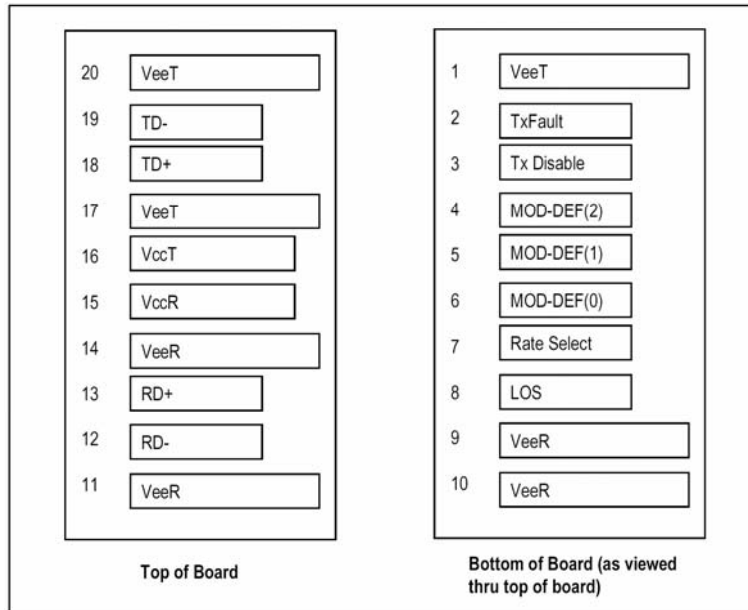 20 VeeT
19 TD-
18 TD+
17 VeeT
16 VccT
15 VccR
14 VeeR
13 RD+
12 RD-
11 VeeR
Top of Board
1 VeeT
2 TxFault
3 Tx Disable
4 MOD-DEF(2)
5 MOD-DEF(1)
6 MOD-DEF(0)
7 Rate Select
8 LOS
9 VeeR
10 VeeR
Bottom of Board (as viewed
thru top of board)